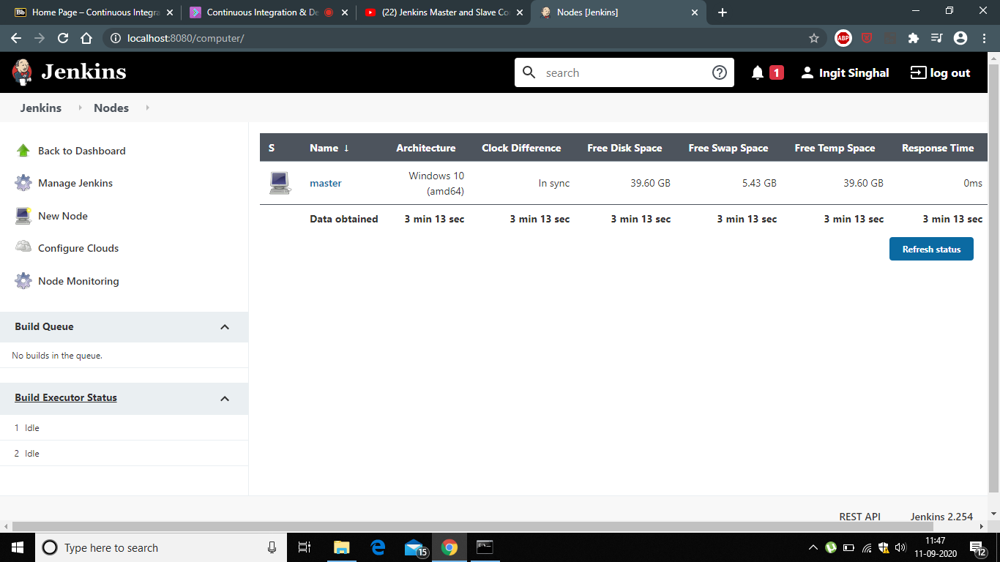 Bb Home Page – Continuous Integra
Continuous Integration & De
(22) Jenkins Master and Slave Co
Nodes [Jenkins]
localhost:8080/computer/
ABP
Jenkins
search
1
Ingit Singhal
log out
Jenkins
Nodes
Back to Dashboard
Manage Jenkins
New Node
Configure Clouds
Node Monitoring
Build Queue
No builds in the queue.
Build Executor Status
1 Idle
2 Idle
S Name ↓ Architecture Clock Difference Free Disk Space Free Swap Space Free Temp Space Response Time
master Windows 10 (amd64) In sync 39.60 GB 5.43 GB 39.60 GB 0ms
Data obtained 3 min 13 sec 3 min 13 sec 3 min 13 sec 3 min 13 sec 3 min 13 sec 3 min 13 sec
Refresh status
REST API Jenkins 2.254
Type here to search
15
11:47
11-09-2020
12